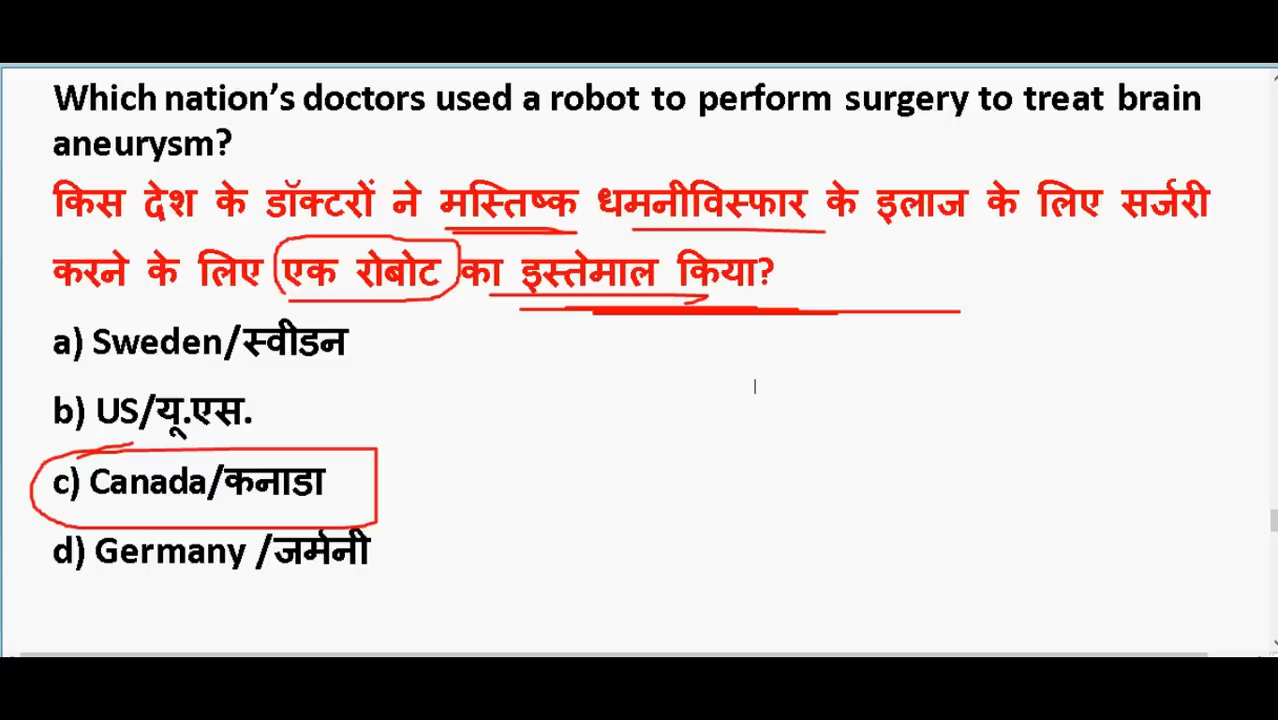 Which nation's doctors used a robot to perform surgery to treat brain
aneurysm?
किस देश के डॉक्टरों ने मस्तिष्क धमनीविस्फार के इलाज के लिए सर्जरी
करने के लिए एक रोबोट का इस्तेमाल किया?
a) Sweden/स्वीडन
b) US/यू.एस.
c) Canada/कनाडा
d) Germany /जर्मनी